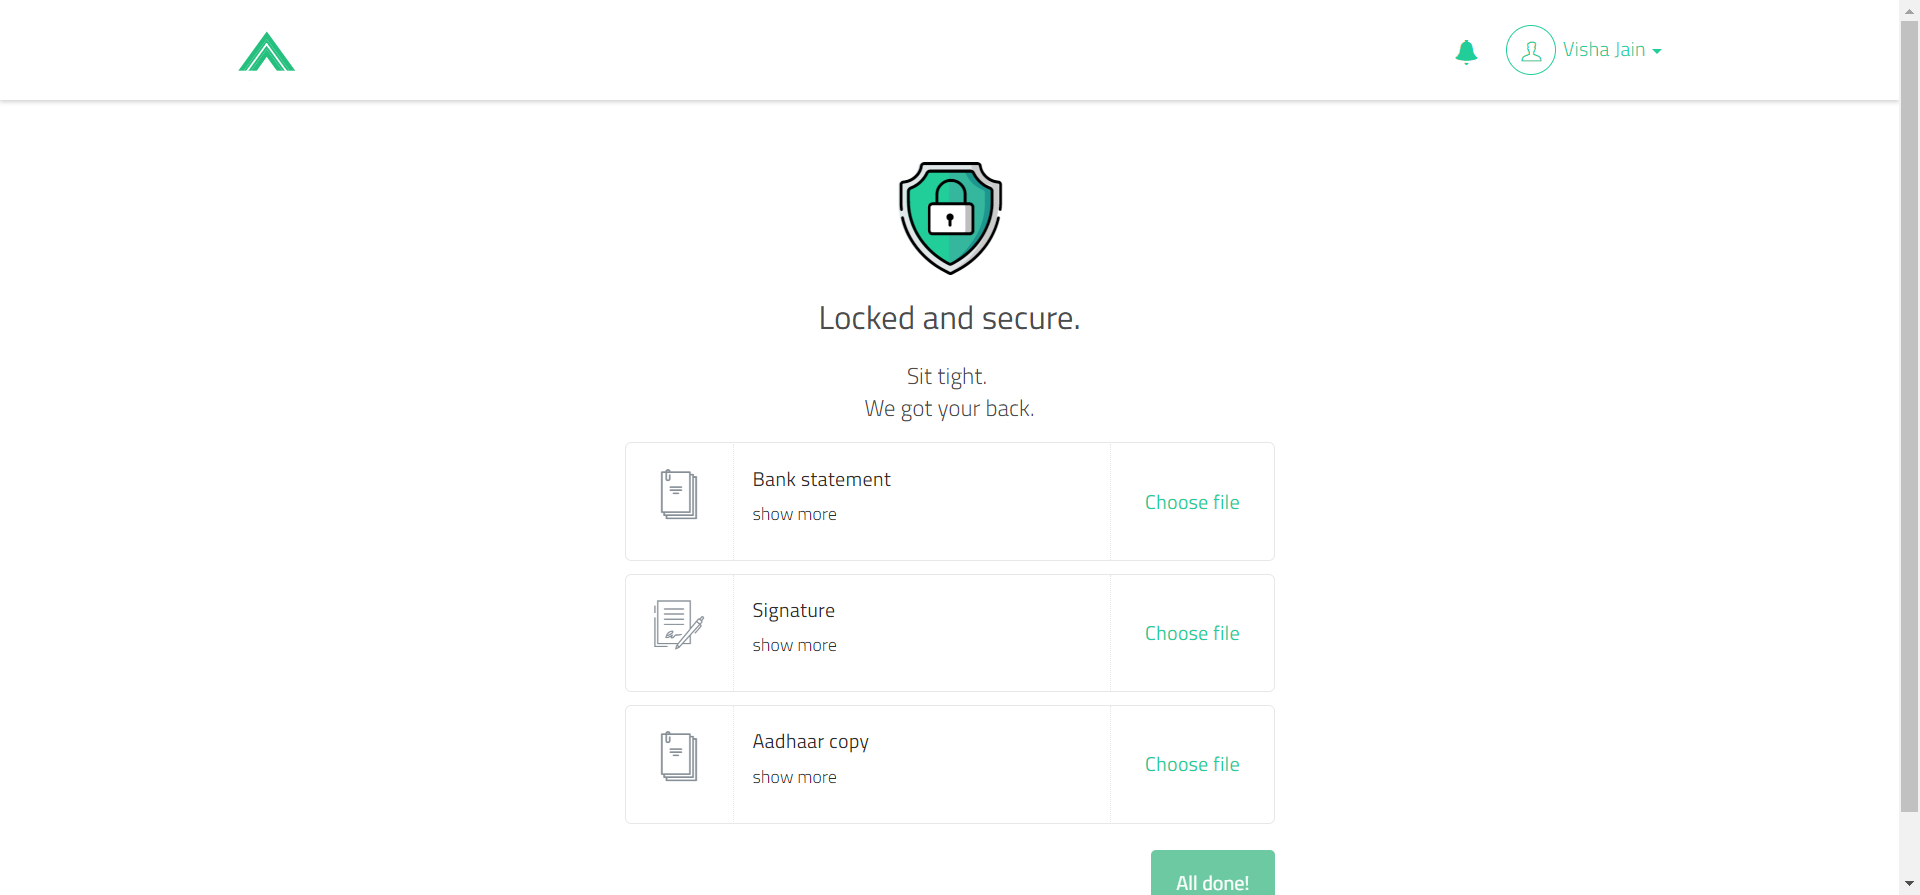 Visha Jain
Locked and secure.
Sit tight.
We got your back.
Bank statement
show more
Choose file
Signature
show more
Choose file
Aadhaar copy
show more
Choose file
All done!